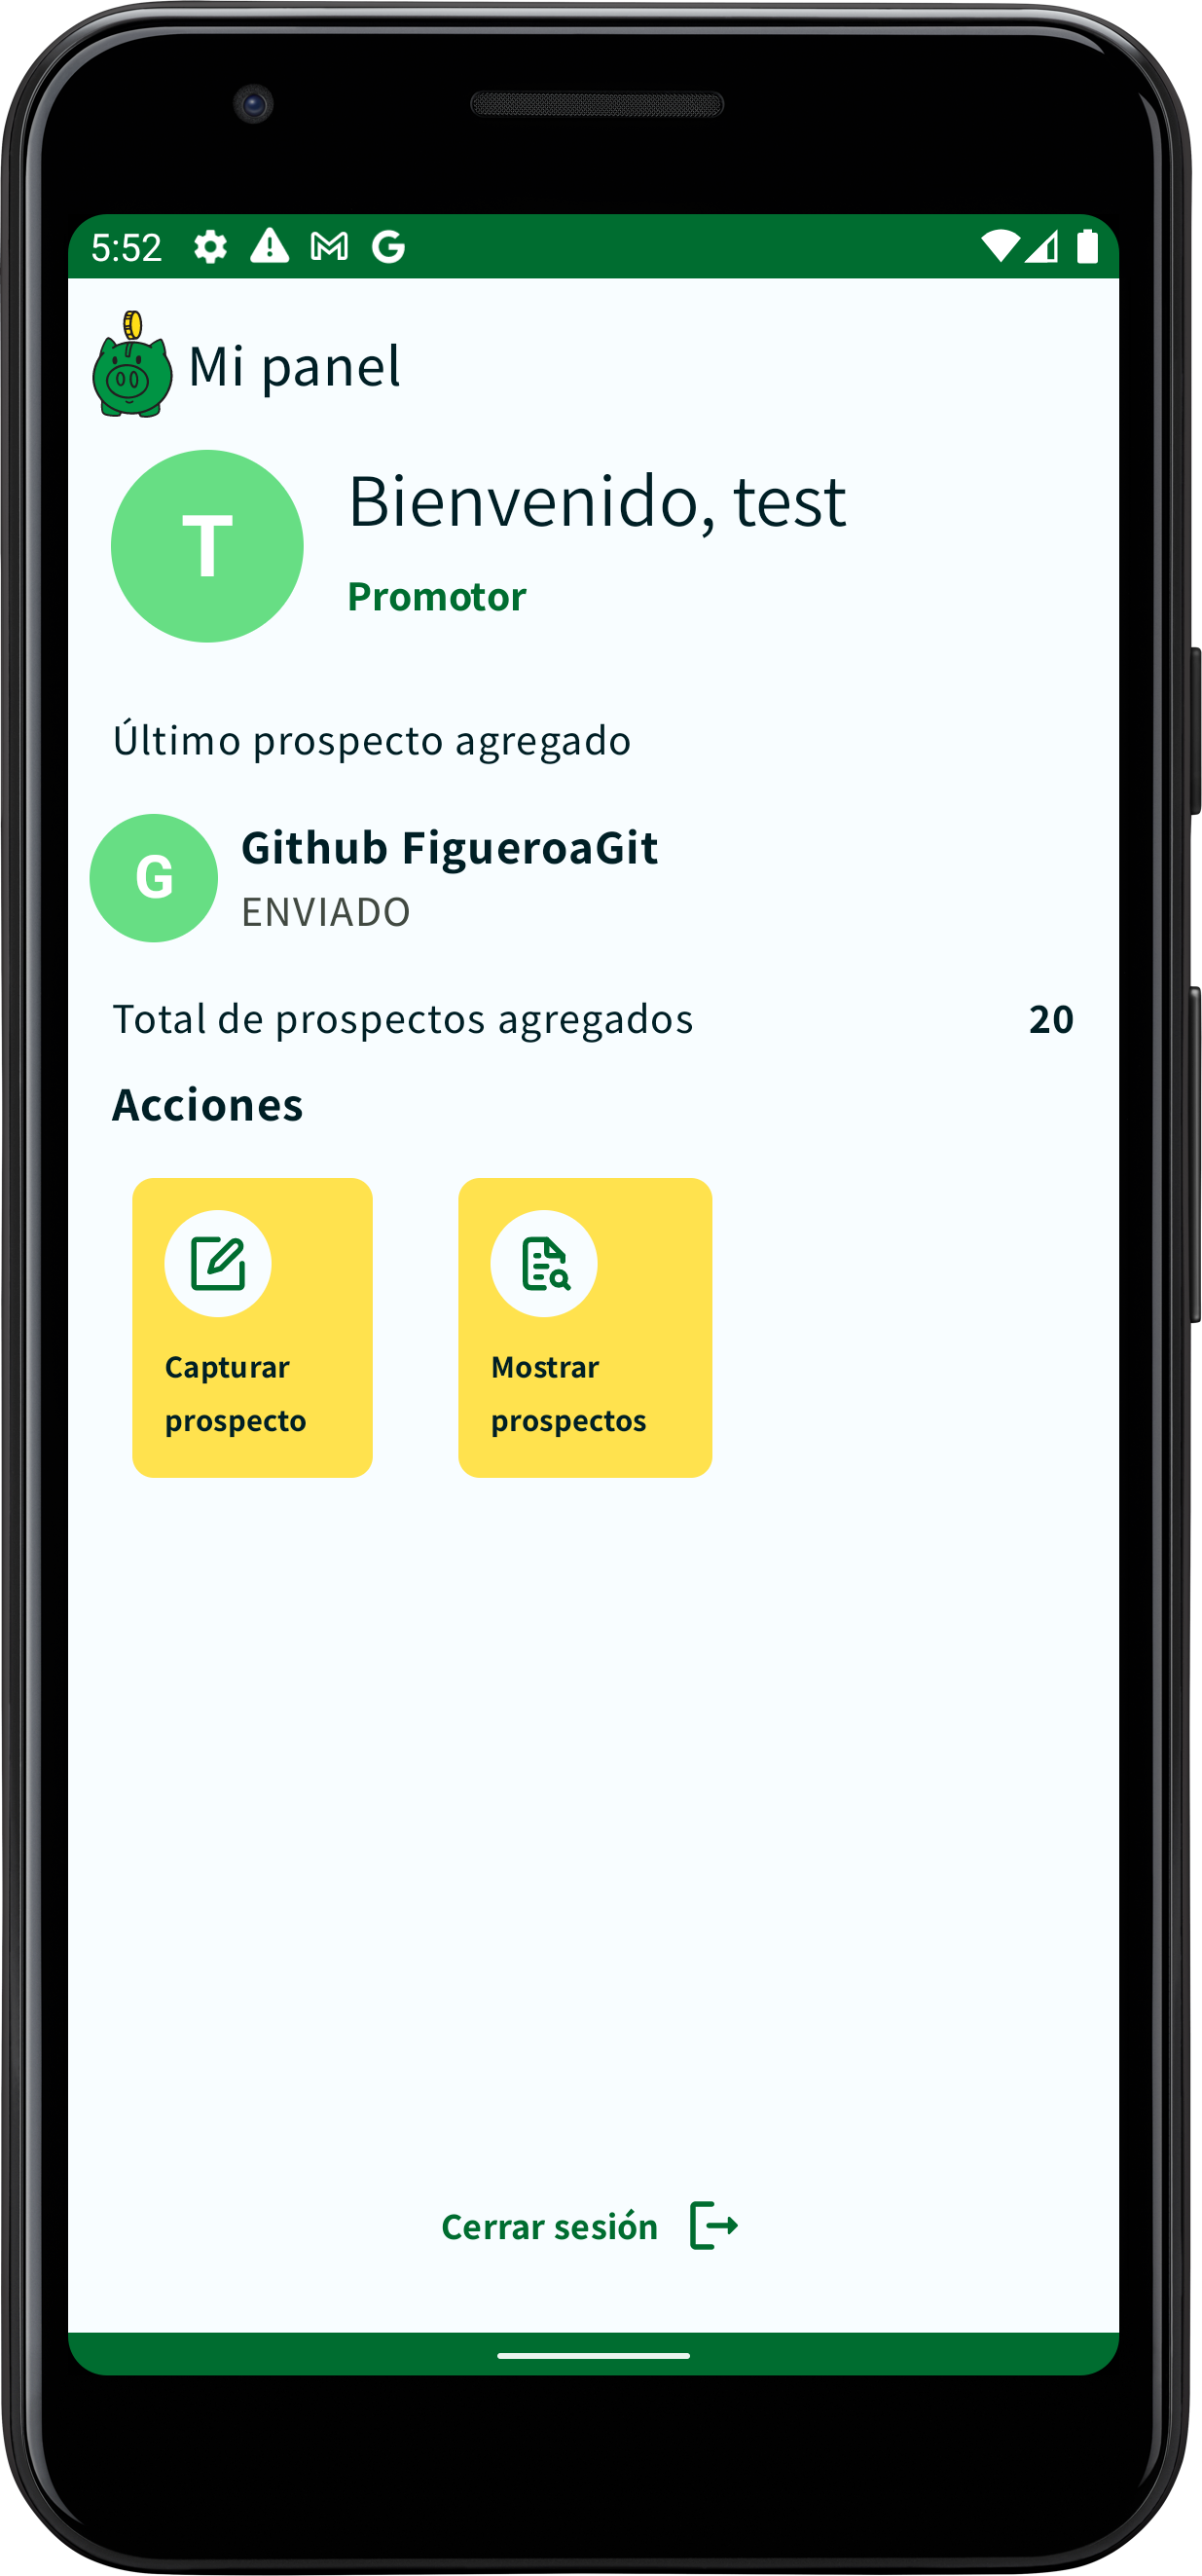 5:52
Mi panel
T
Bienvenido, test
Promotor
Último prospecto agregado
G
Github FigueroaGit
ENVIADO
Total de prospectos agregados 20
Acciones
Capturar
prospecto
Mostrar
prospectos
Cerrar sesión